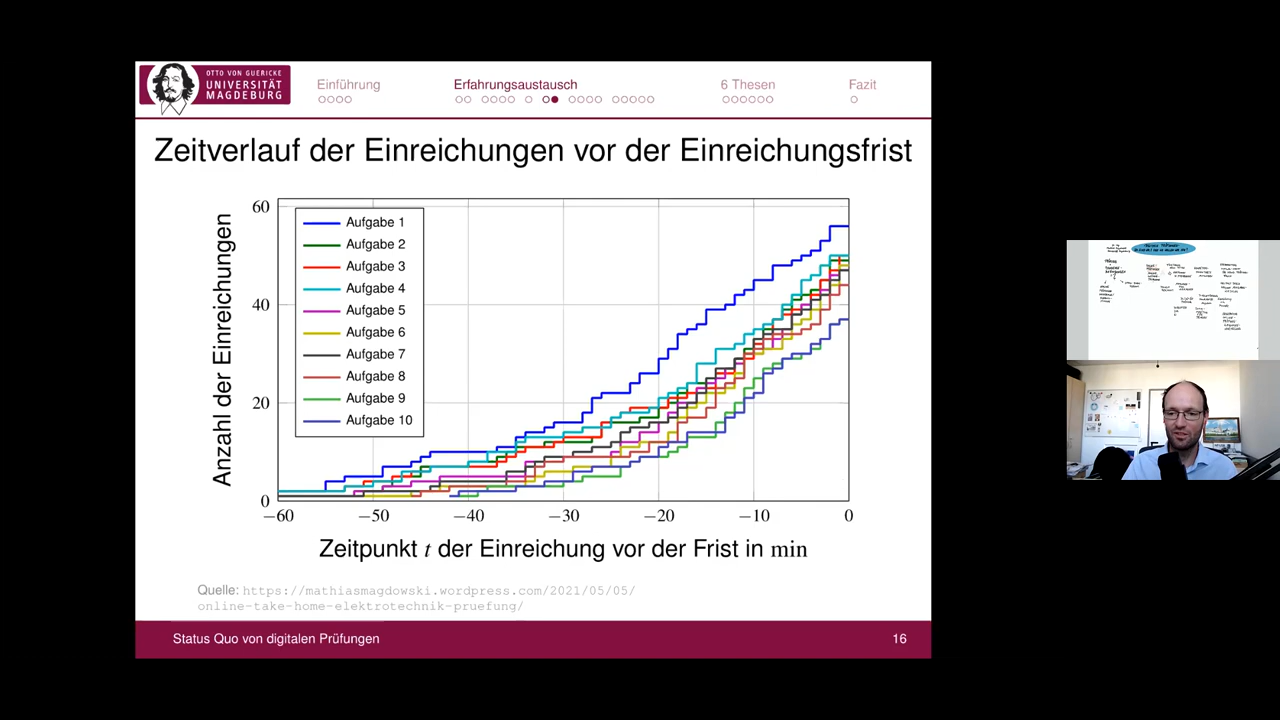 OTTO VON GUERICKE
UNIVERSITÄT
MAGDEBURG
Einführung
Erfahrungsaustausch
6 Thesen
Fazit
Zeitverlauf der Einreichungen vor der Einreichungsfrist
Anzahl der Einreichungen
60
40
20
0
Aufgabe 1
Aufgabe 2
Aufgabe 3
Aufgabe 4
Aufgabe 5
Aufgabe 6
Aufgabe 7
Aufgabe 8
Aufgabe 9
Aufgabe 10
−60 −50 −40 −30 −20 −10 0
Zeitpunkt t der Einreichung vor der Frist in min
Quelle: https://mathiasmagdowski.wordpress.com/2021/05/05/
online-take-home-elektrotechnik-pruefung/
Status Quo von digitalen Prüfungen
16